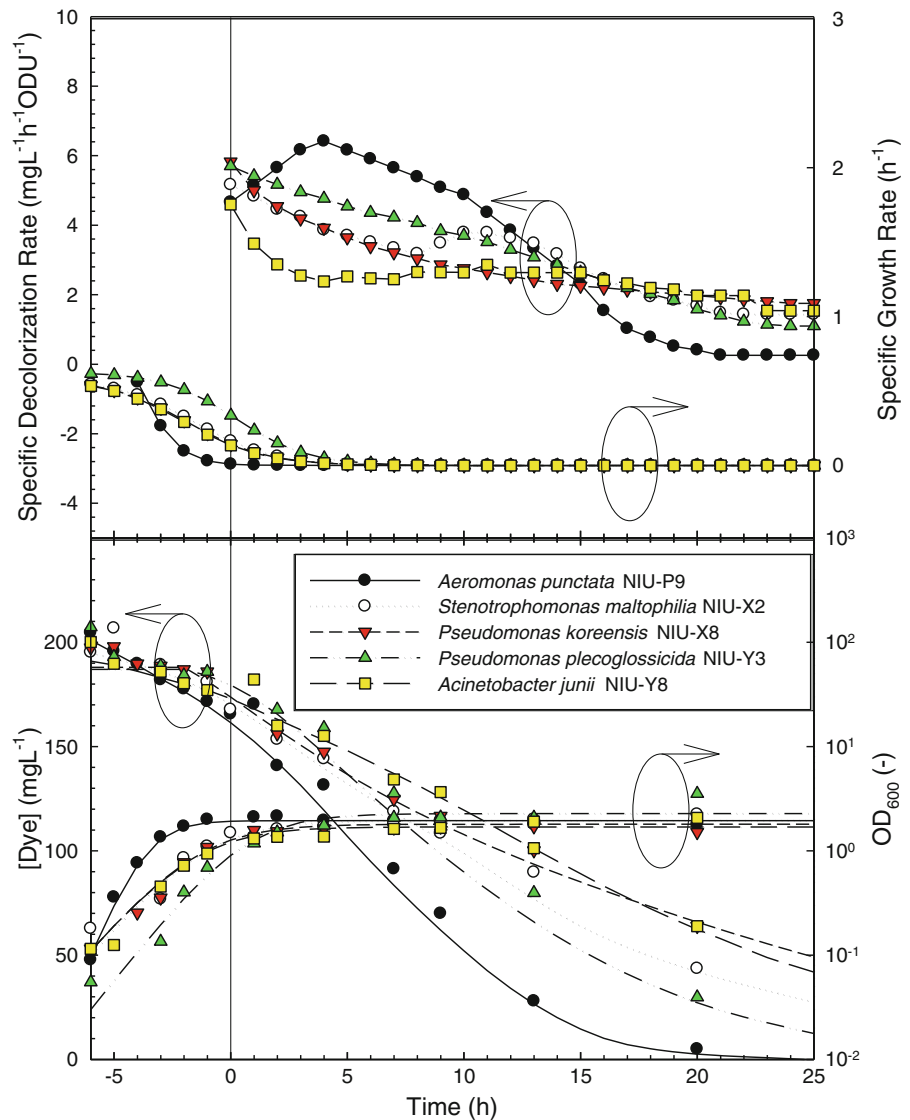 Specific Decolorization Rate (mgL⁻¹h⁻¹ODU⁻¹)
10
8
6
4
2
0
-2
-4
3
2
1
0
Specific Growth Rate (h⁻¹)
[Dye] (mgL⁻¹)
200
150
100
50
0
Aeromonas punctata NIU-P9
Stenotrophomonas maltophilia NIU-X2
Pseudomonas koreensis NIU-X8
Pseudomonas plecoglossicida NIU-Y3
Acinetobacter junii NIU-Y8
10³
10²
10¹
10⁰
10⁻¹
10⁻²
OD₆₀₀ (-)
-5 0 5 10 15 20 25
Time (h)